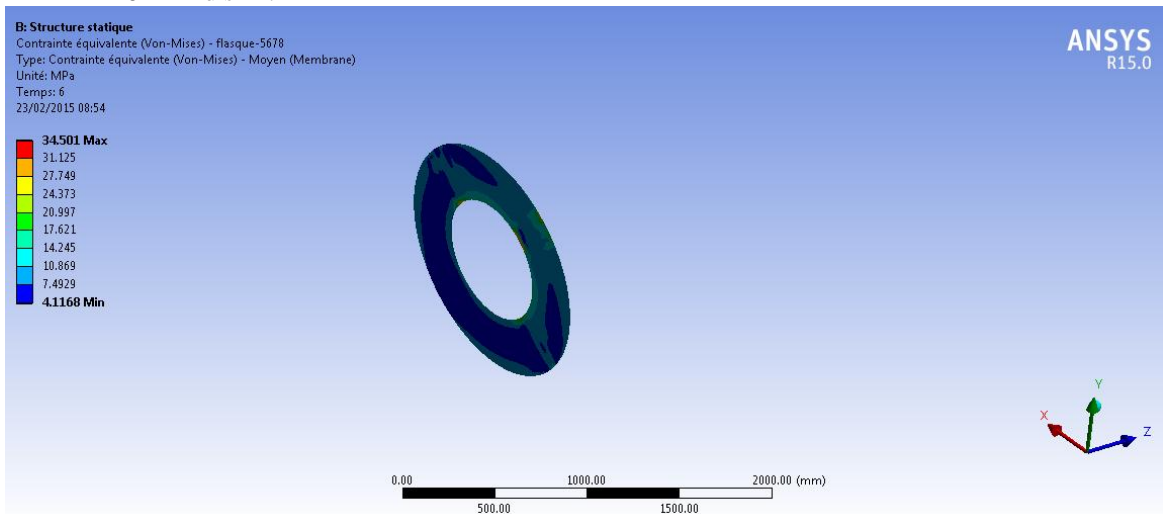 B: Structure statique
Contrainte équivalente (Von-Mises) - flasque-5678
Type: Contrainte équivalente (Von-Mises) - Moyen (Membrane)
Unité: MPa
Temps: 6
23/02/2015 08:54
ANSYS
R15.0
34.501 Max
31.125
27.749
24.373
20.997
17.621
14.245
10.869
7.4929
4.1168 Min
Y
X
Z
0.00 1000.00 2000.00 (mm)
500.00 1500.00